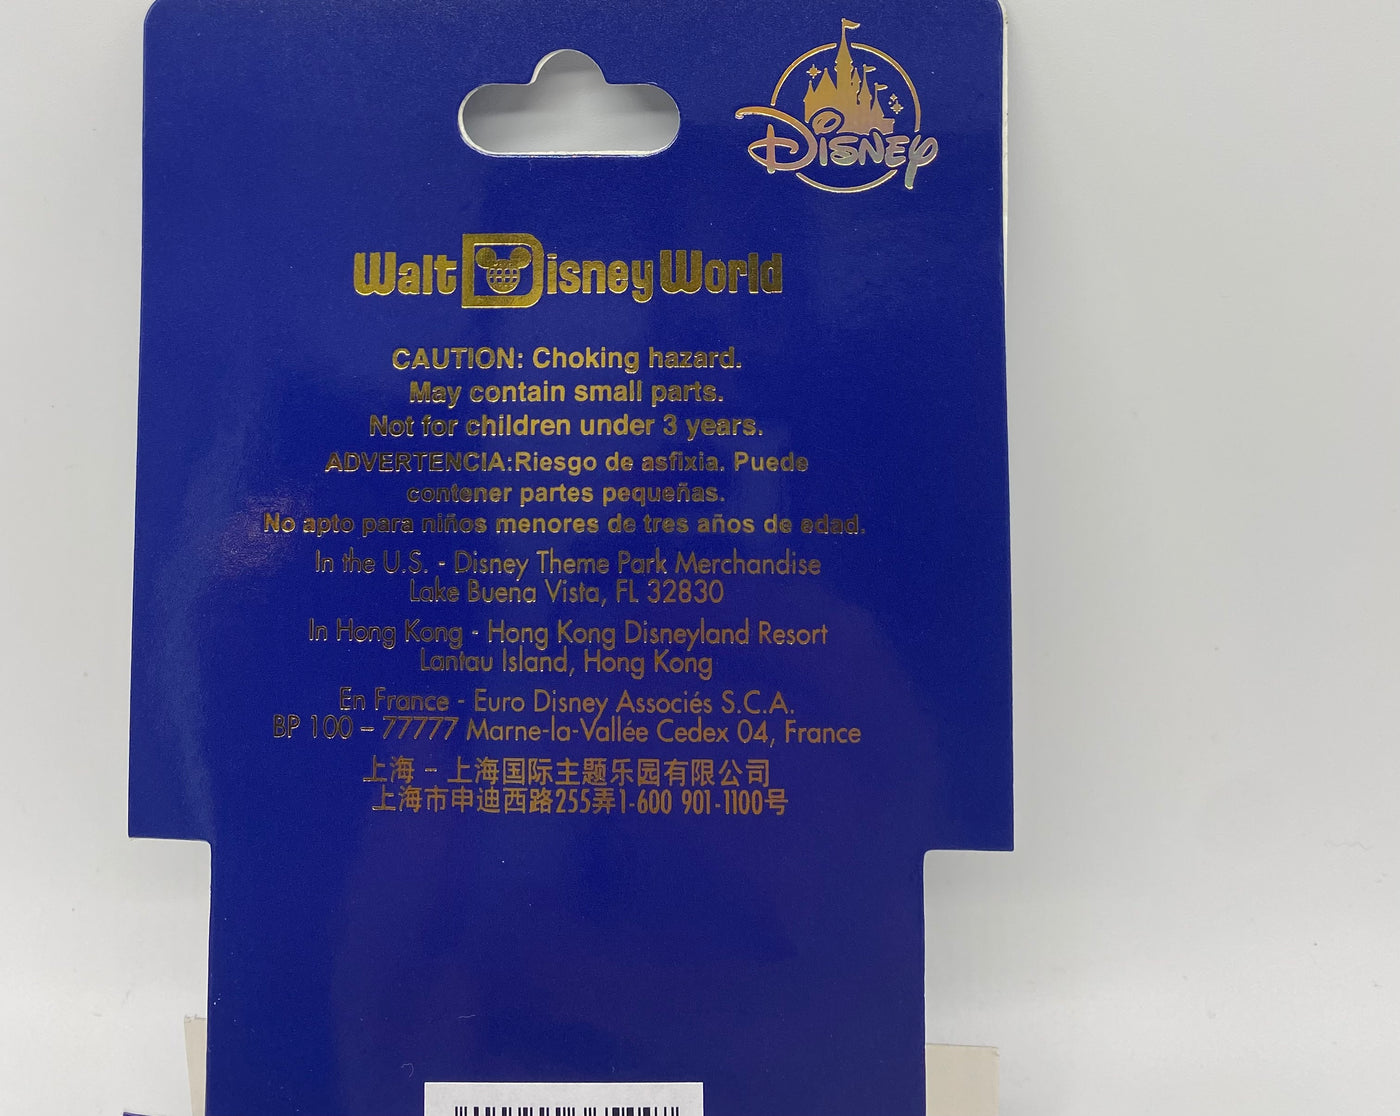 Disney
Walt Disney World
CAUTION: Choking hazard.
May contain small parts.
Not for children under 3 years.
ADVERTENCIA:Riesgo de asfixia. Puede
contener partes pequeñas.
No apto para niños menores de tres años de edad.
In the U.S. - Disney Theme Park Merchandise
Lake Buena Vista, FL 32830
In Hong Kong - Hong Kong Disneyland Resort
Lantau Island, Hong Kong
En France - Euro Disney Associés S.C.A.
BP 100 – 77777 Marne-la-Vallée Cedex 04, France
上海 - 上海国际主题乐园有限公司
上海市申迪西路255弄1-600 901-1100号